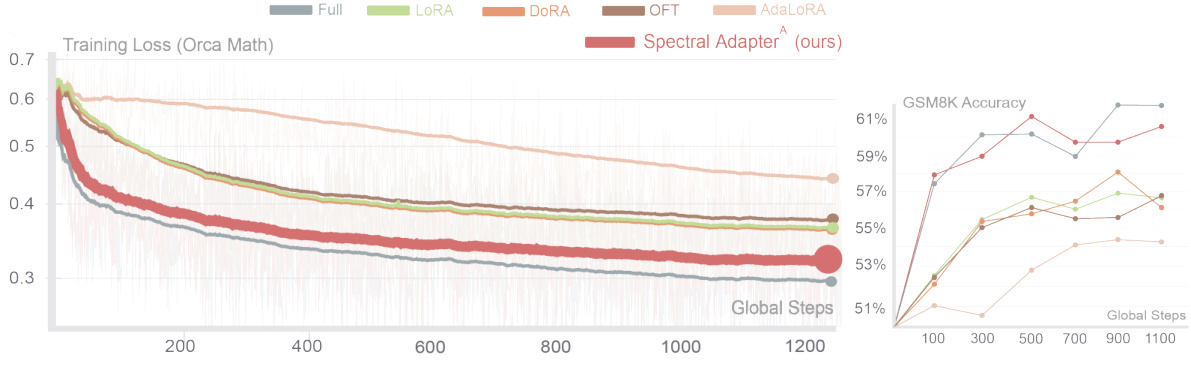 Full LoRA DoRA OFT AdaLoRA
Spectral Adapter^A (ours)
Training Loss (Orca Math)
0.7
0.6
0.5
0.4
0.3
Global Steps
200 400 600 800 1000 1200
GSM8K Accuracy
61%
59%
57%
55%
53%
51%
Global Steps
100 300 500 700 900 1100